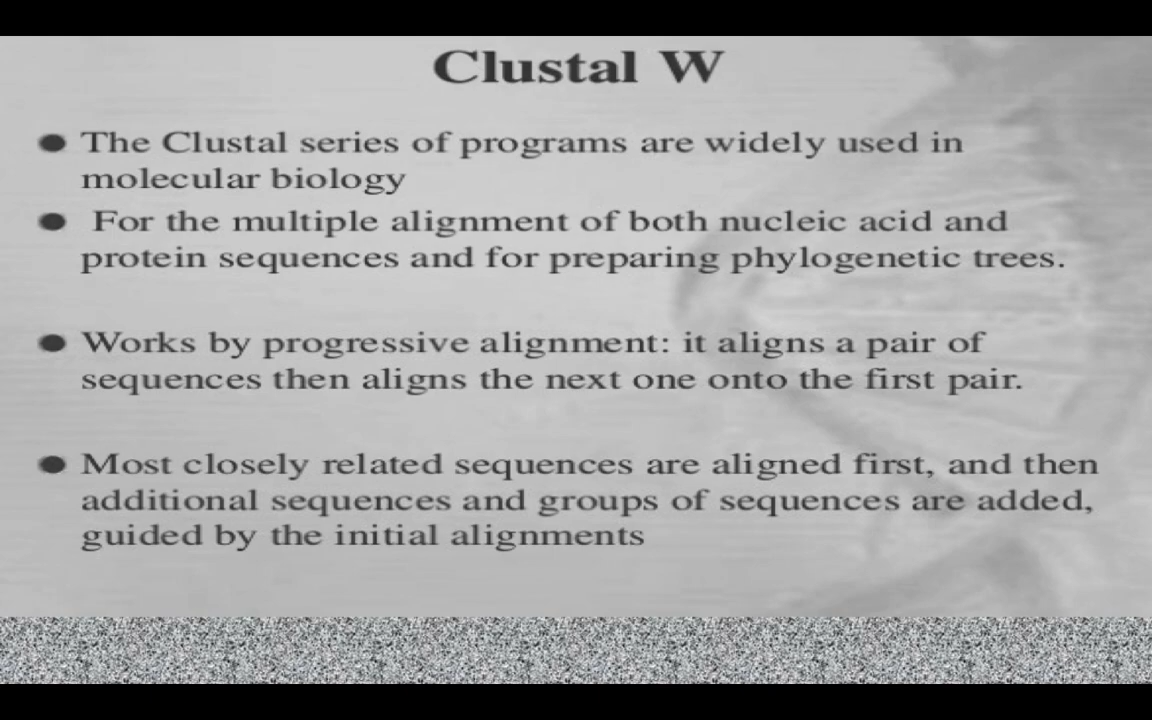 Clustal W
● The Clustal series of programs are widely used in
molecular biology
● For the multiple alignment of both nucleic acid and
protein sequences and for preparing phylogenetic trees.
● Works by progressive alignment: it aligns a pair of
sequences then aligns the next one onto the first pair.
● Most closely related sequences are aligned first, and then
additional sequences and groups of sequences are added,
guided by the initial alignments